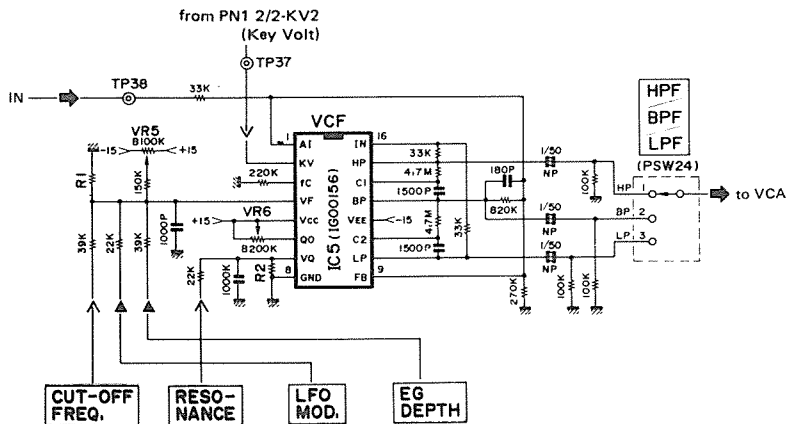 from PN1 2/2-KV2
(Key Volt)
TP37
TP38
IN
33K
HPF
BPF
LPF
(PSW24)
VR5
B100K
-15
+15
VCF
1
16
AI
IN
KV
HP
fC
C1
VF
BP
Vcc
VEE
QO
C2
VQ
LP
GND
FB
8
9
IC5 (IG00156)
R1
150K
220K
33K
4.7M
1500P
180P
820K
-15
4.7M
1500P
33K
1/50
NP
100K
HP
1
to VCA
BP
2
LP
3
1/50
NP
1/50
NP
39K
22K
39K
1000P
+15
VR6
B200K
22K
1000K
R2
270K
100K
100K
CUT-OFF
FREQ.
RESO-
NANCE
LFO
MOD.
EG
DEPTH